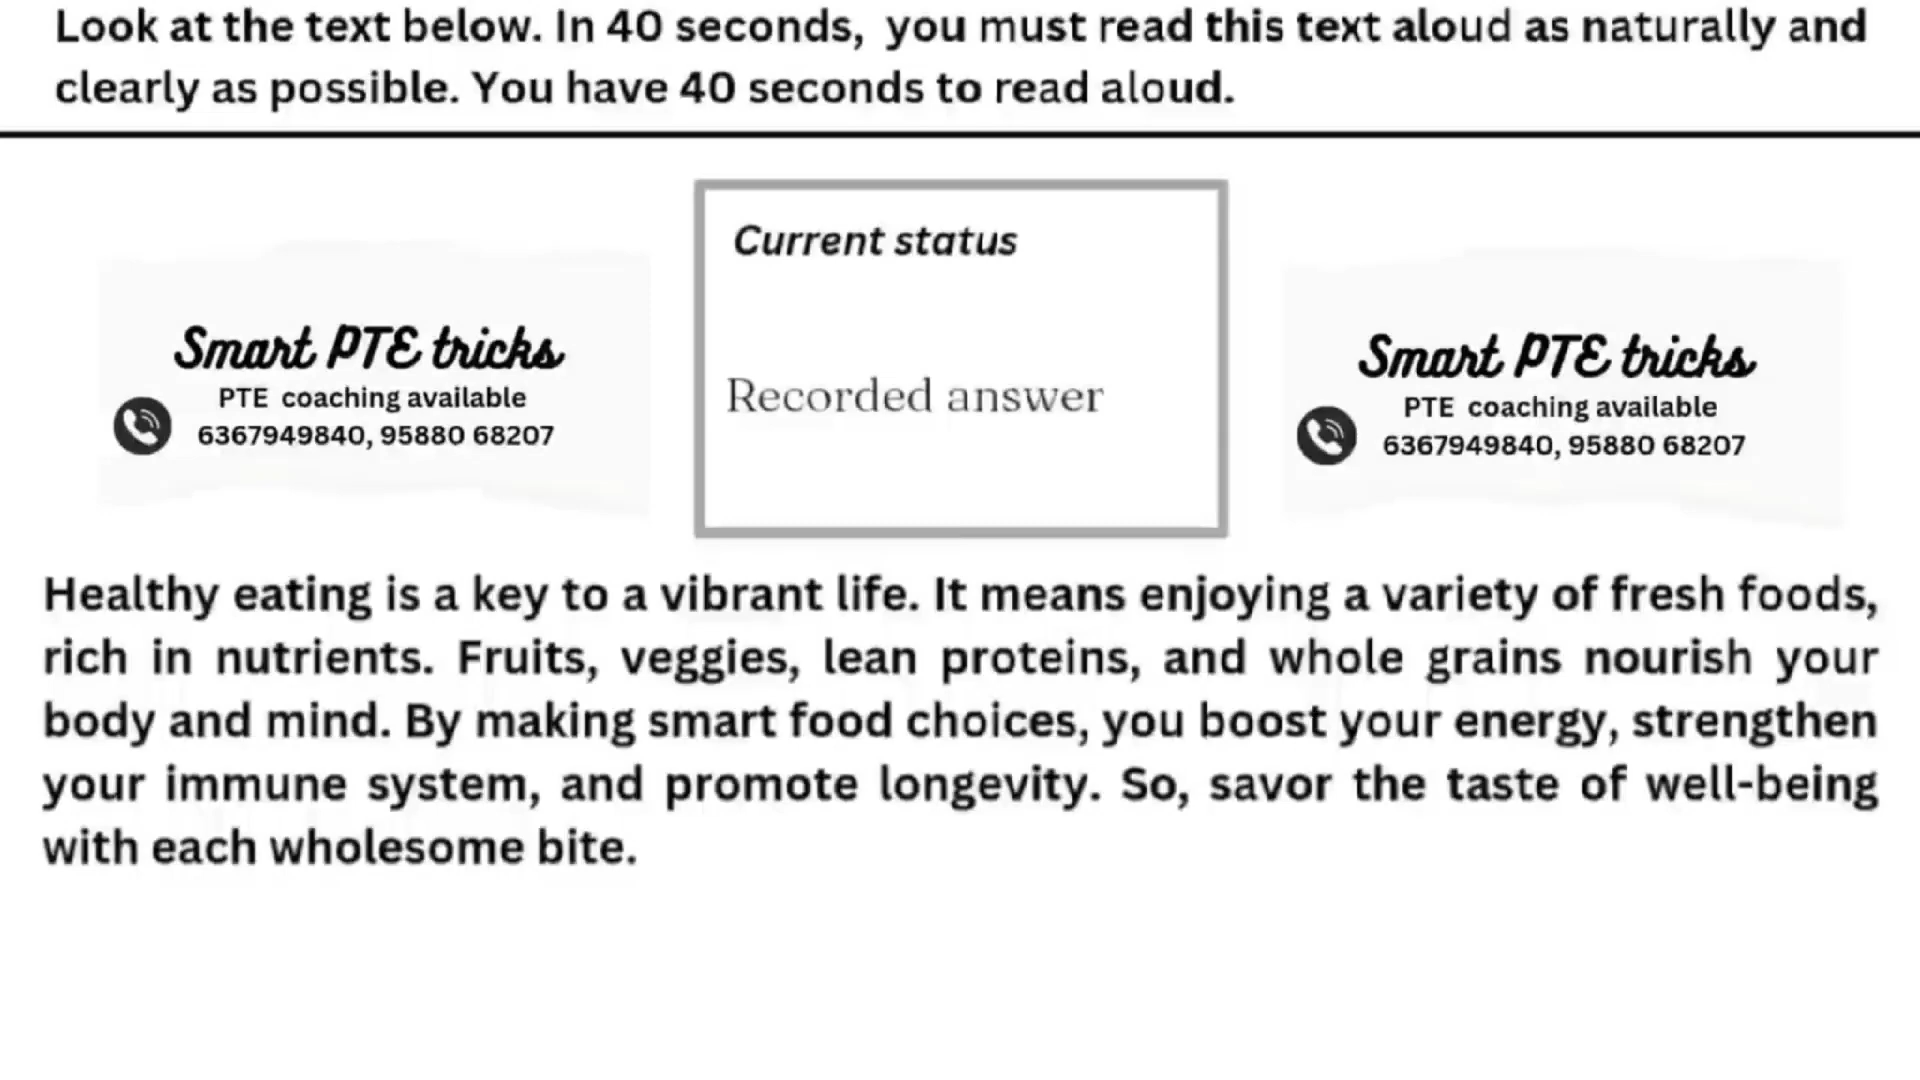 Look at the text below. In 40 seconds, you must read this text aloud as naturally and
clearly as possible. You have 40 seconds to read aloud.
Current status
Recorded answer
Smart PTE tricks
PTE coaching available
6367949840, 95880 68207
Smart PTE tricks
PTE coaching available
6367949840, 95880 68207
Healthy eating is a key to a vibrant life. It means enjoying a variety of fresh foods,
rich in nutrients. Fruits, veggies, lean proteins, and whole grains nourish your
body and mind. By making smart food choices, you boost your energy, strengthen
your immune system, and promote longevity. So, savor the taste of well-being
with each wholesome bite.